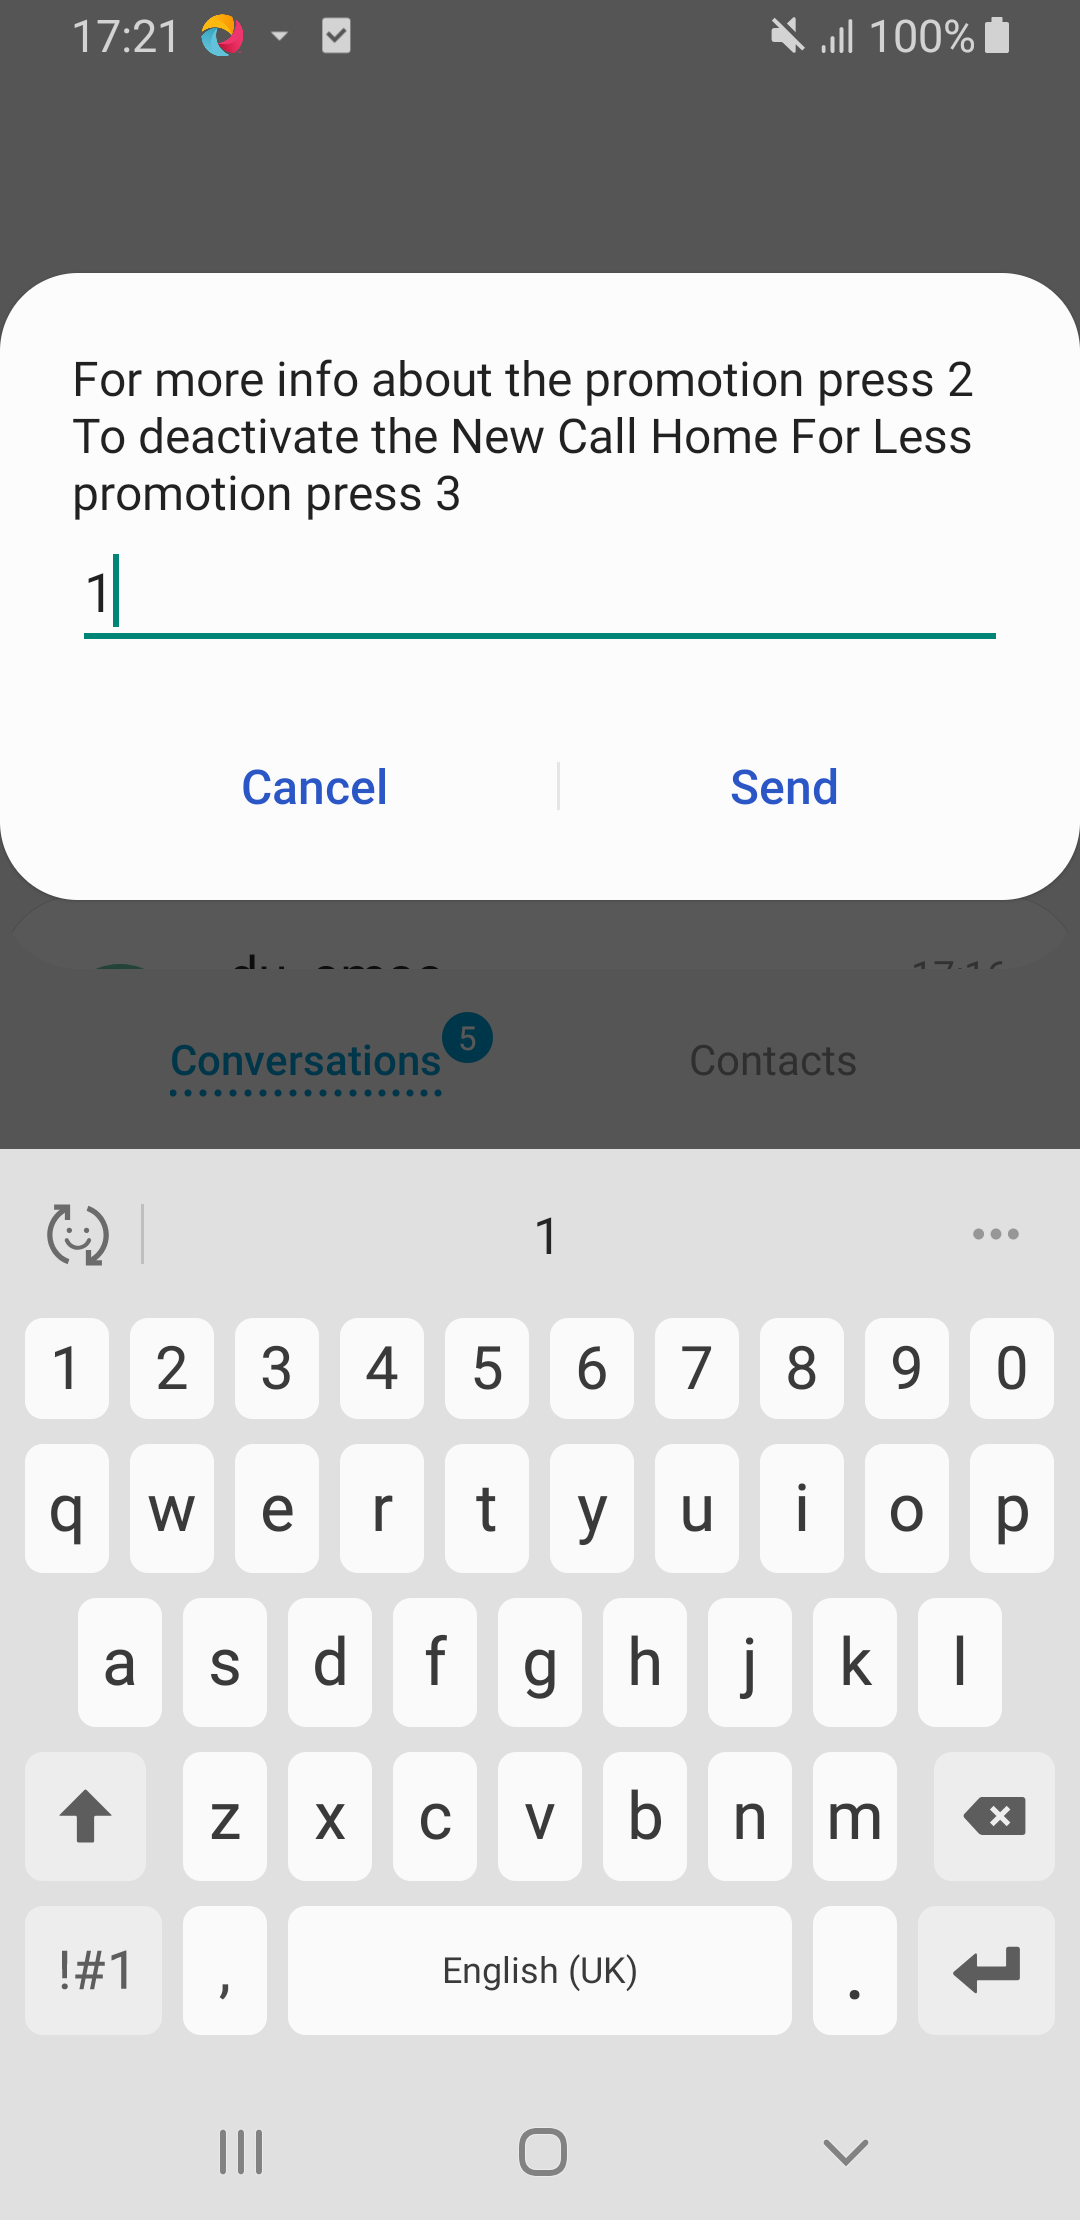 17:21 100%
For more info about the promotion press 2
To deactivate the New Call Home For Less
promotion press 3
1
Cancel Send
Conversations 5 Contacts
1
1 2 3 4 5 6 7 8 9 0
q w e r t y u i o p
a s d f g h j k l
z x c v b n m
!#1 , English (UK) .